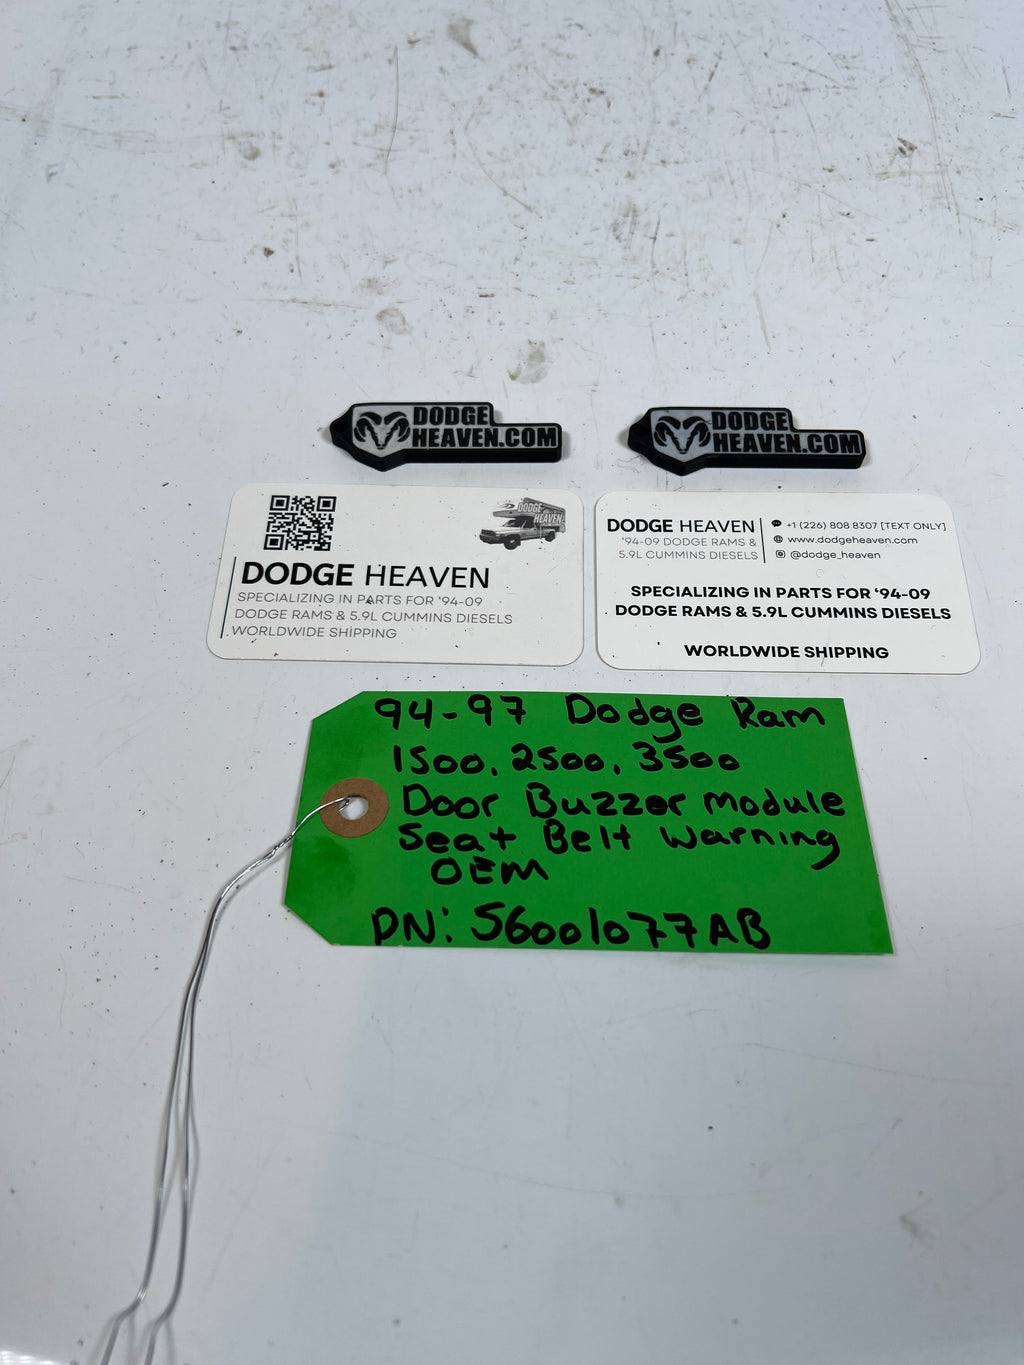 DODGE
HEAVEN.COM
DODGE
HEAVEN.COM
DODGE
HEAVEN
DODGE HEAVEN
SPECIALIZING IN PARTS FOR '94-09
DODGE RAMS & 5.9L CUMMINS DIESELS
WORLDWIDE SHIPPING
DODGE HEAVEN
'94-09 DODGE RAMS &
5.9L CUMMINS DIESELS
+1 (226) 808 8307 [TEXT ONLY]
www.dodgeheaven.com
@dodge_heaven
SPECIALIZING IN PARTS FOR '94-09
DODGE RAMS & 5.9L CUMMINS DIESELS
WORLDWIDE SHIPPING
94-97 Dodge Ram
1500, 2500, 3500
Door Buzzer module
Seat Belt Warning
OEM
PN: 56001077AB